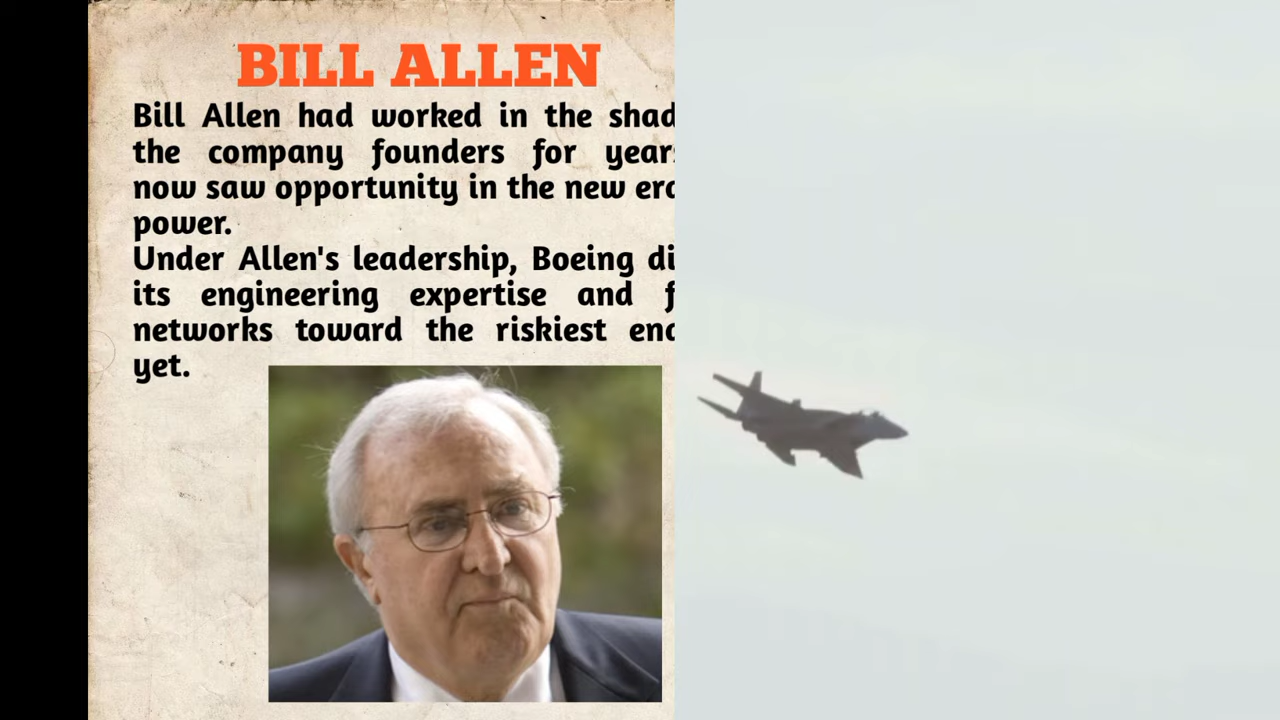 BILL ALLEN
Bill Allen had worked in the
the company founders for
now saw opportunity in the new
power.
Under Allen's leadership, Boeing
its engineering expertise and
networks toward the riskiest
yet.